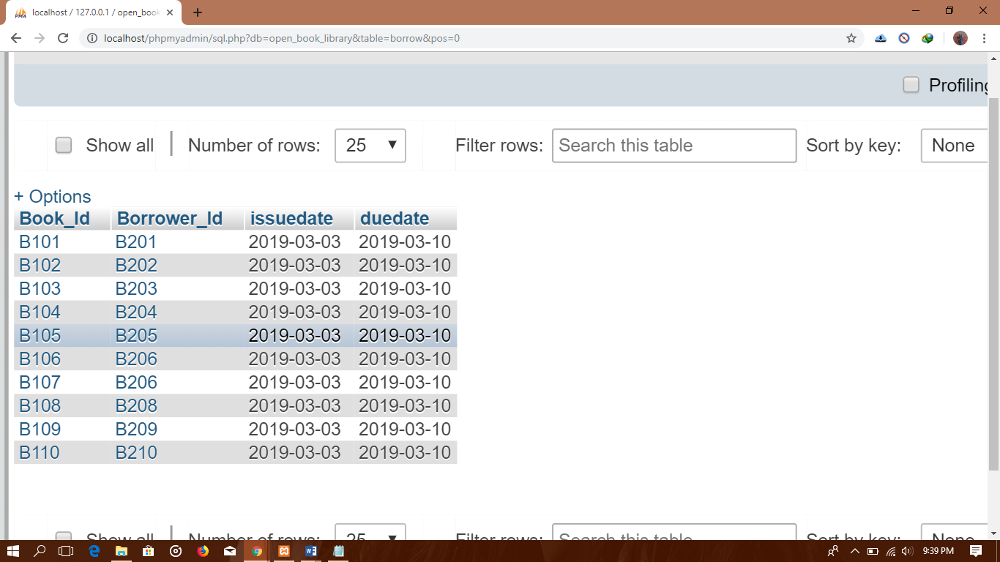 localhost / 127.0.0.1 / open_boo
localhost/phpmyadmin/sql.php?db=open_book_library&table=borrow&pos=0
Profiling
Show all Number of rows: 25 Filter rows: Search this table Sort by key: None
+ Options
Book_Id Borrower_Id issuedate duedate
B101 B201 2019-03-03 2019-03-10
B102 B202 2019-03-03 2019-03-10
B103 B203 2019-03-03 2019-03-10
B104 B204 2019-03-03 2019-03-10
B105 B205 2019-03-03 2019-03-10
B106 B206 2019-03-03 2019-03-10
B107 B206 2019-03-03 2019-03-10
B108 B208 2019-03-03 2019-03-10
B109 B209 2019-03-03 2019-03-10
B110 B210 2019-03-03 2019-03-10
Show all Number of rows: 25 Filter rows: Search this table Sort by key: None
9:39 PM